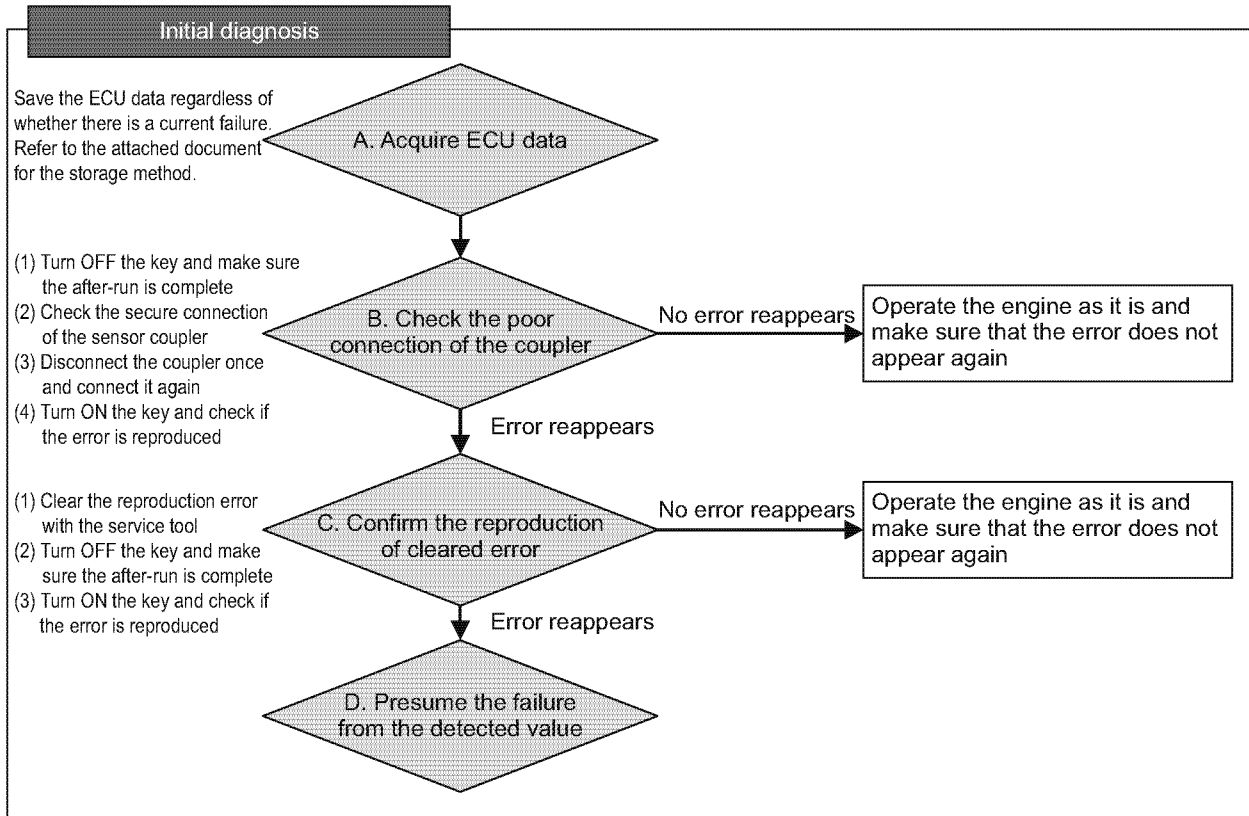 Initial diagnosis
Save the ECU data regardless of
whether there is a current failure.
Refer to the attached document
for the storage method.
A. Acquire ECU data
(1) Turn OFF the key and make sure
the after-run is complete
(2) Check the secure connection
of the sensor coupler
(3) Disconnect the coupler once
and connect it again
(4) Turn ON the key and check if
the error is reproduced
B. Check the poor
connection of the coupler
No error reappears
Operate the engine as it is and
make sure that the error does not
appear again
Error reappears
(1) Clear the reproduction error
with the service tool
(2) Turn OFF the key and make
sure the after-run is complete
(3) Turn ON the key and check if
the error is reproduced
C. Confirm the reproduction
of cleared error
No error reappears
Operate the engine as it is and
make sure that the error does not
appear again
Error reappears
D. Presume the failure
from the detected value